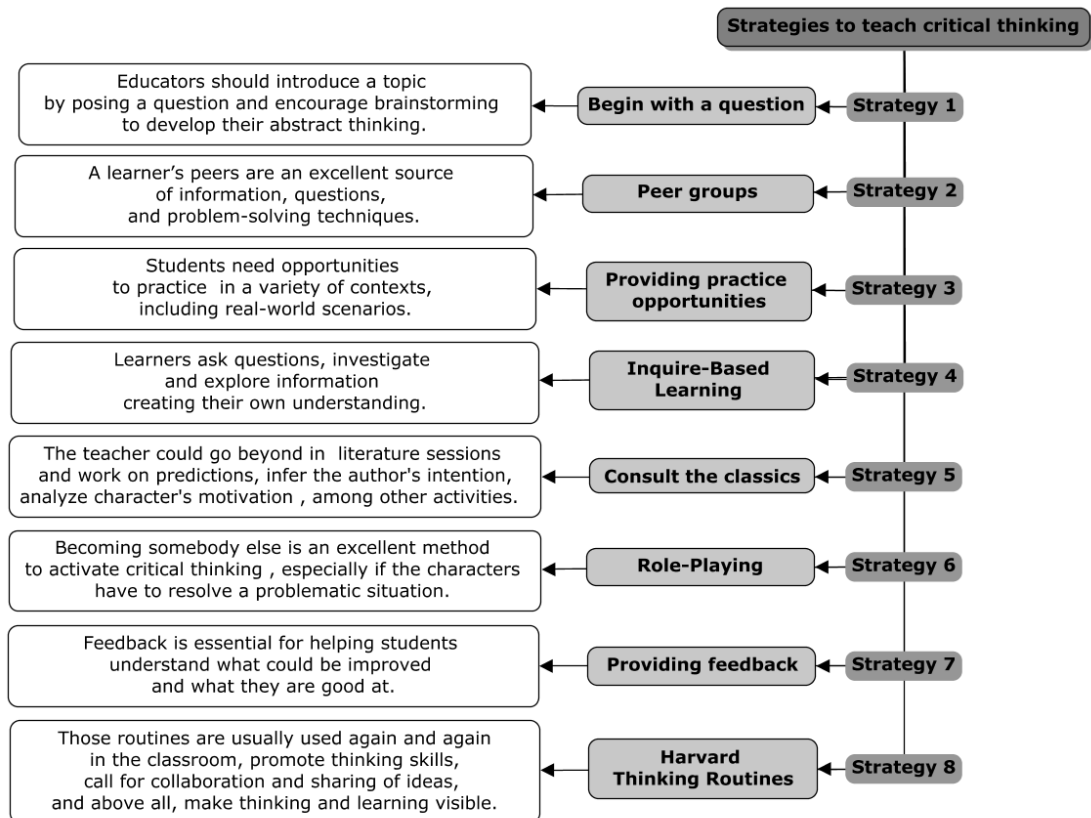 Strategies to teach critical thinking
Strategy 1
Begin with a question
Educators should introduce a topic
by posing a question and encourage brainstorming
to develop their abstract thinking.
Strategy 2
Peer groups
A learner’s peers are an excellent source
of information, questions,
and problem-solving techniques.
Strategy 3
Providing practice
opportunities
Students need opportunities
to practice in a variety of contexts,
including real-world scenarios.
Strategy 4
Inquire-Based
Learning
Learners ask questions, investigate
and explore information
creating their own understanding.
Strategy 5
Consult the classics
The teacher could go beyond in literature sessions
and work on predictions, infer the author's intention,
analyze character's motivation , among other activities.
Strategy 6
Role-Playing
Becoming somebody else is an excellent method
to activate critical thinking , especially if the characters
have to resolve a problematic situation.
Strategy 7
Providing feedback
Feedback is essential for helping students
understand what could be improved
and what they are good at.
Strategy 8
Harvard
Thinking Routines
Those routines are usually used again and again
in the classroom, promote thinking skills,
call for collaboration and sharing of ideas,
and above all, make thinking and learning visible.